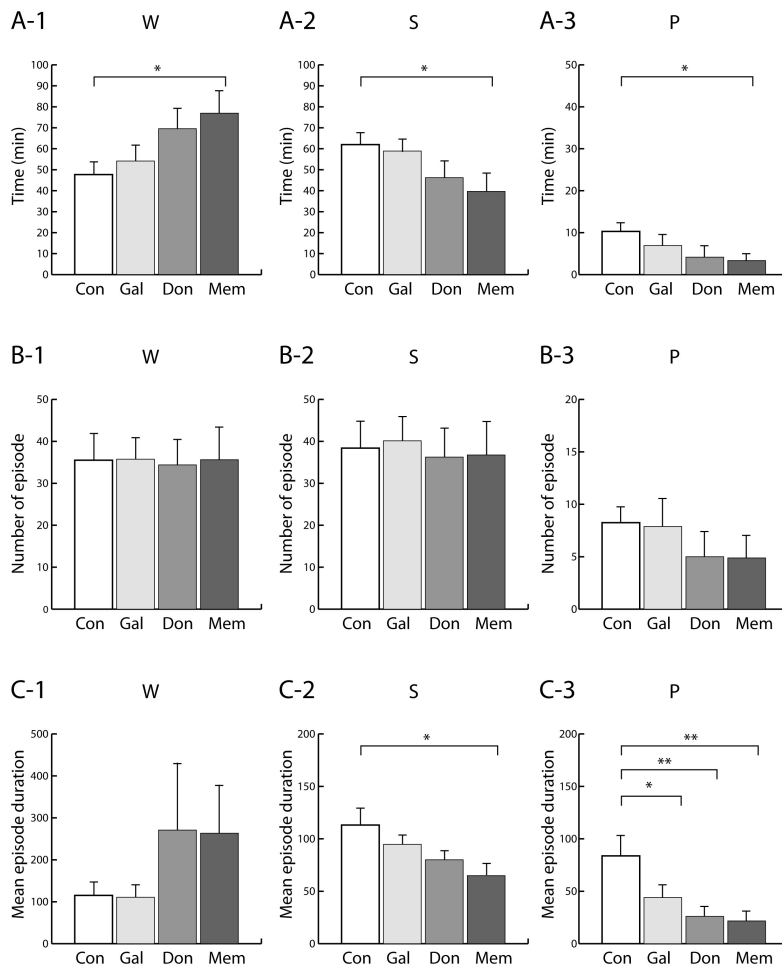 A-1 W
A-2 S
A-3 P
Time (min)
100
90
80
70
60
50
40
30
20
10
0
*
Con Gal Don Mem
Time (min)
100
90
80
70
60
50
40
30
20
10
0
*
Con Gal Don Mem
Time (min)
50
40
30
20
10
0
*
Con Gal Don Mem
B-1 W
B-2 S
B-3 P
Number of episode
50
40
30
20
10
0
Con Gal Don Mem
Number of episode
50
40
30
20
10
0
Con Gal Don Mem
Number of episode
20
15
10
5
0
Con Gal Don Mem
C-1 W
C-2 S
C-3 P
Mean episode duration
500
400
300
200
100
0
Con Gal Don Mem
Mean episode duration
200
150
100
50
0
*
Con Gal Don Mem
Mean episode duration
200
150
100
50
0
**
**
*
Con Gal Don Mem